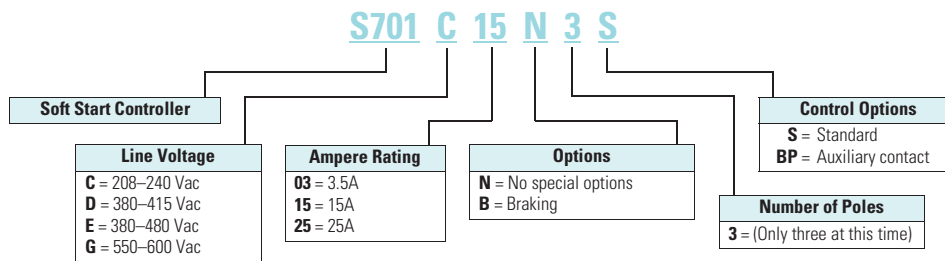 S701 C 15 N 3 S
Soft Start Controller
Line Voltage
C = 208–240 Vac
D = 380–415 Vac
E = 380–480 Vac
G = 550–600 Vac
Ampere Rating
03 = 3.5A
15 = 15A
25 = 25A
Options
N = No special options
B = Braking
Control Options
S = Standard
BP = Auxiliary contact
Number of Poles
3 = (Only three at this time)